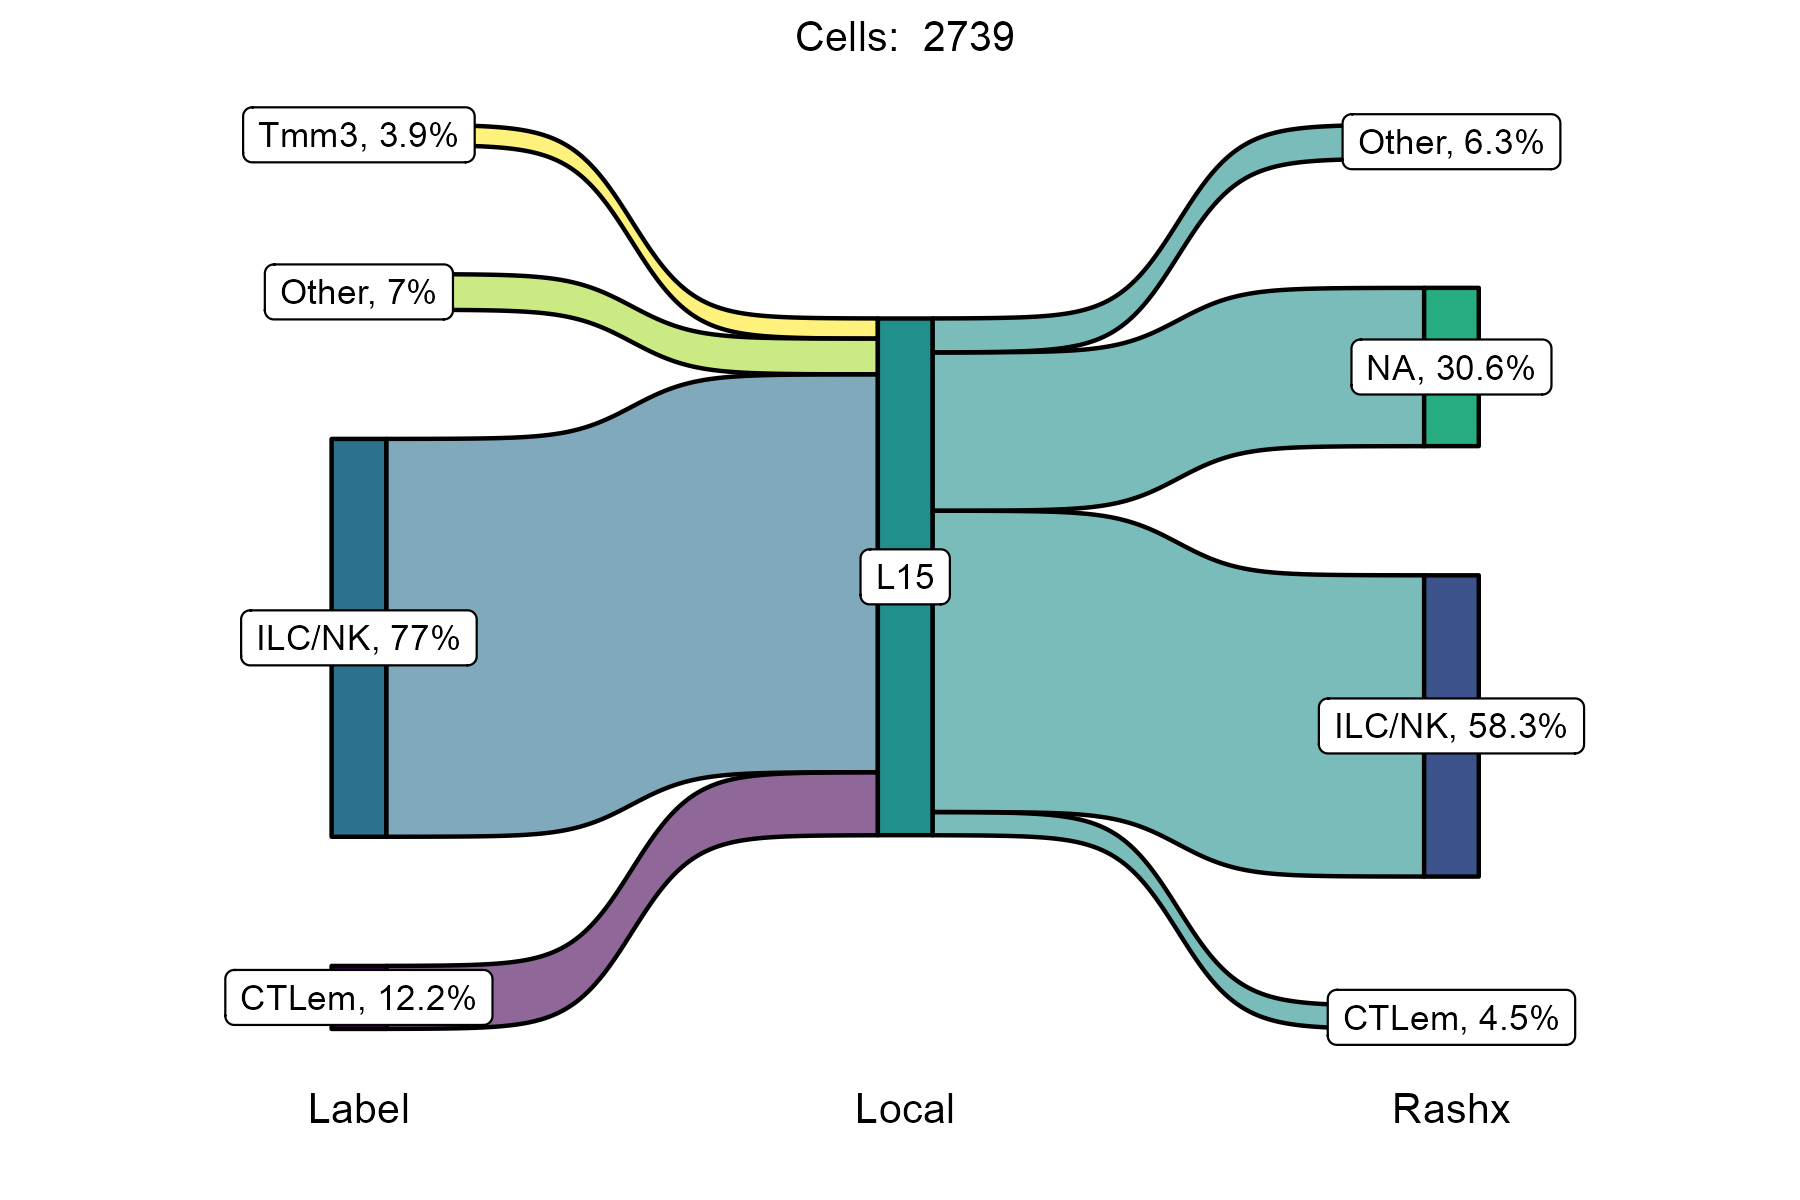 Cells:  2739
Tmm3, 3.9%
Other, 6.3%
Other, 7%
NA, 30.6%
L15
ILC/NK, 77%
ILC/NK, 58.3%
CTLem, 12.2%
CTLem, 4.5%
Label
Local
Rashx